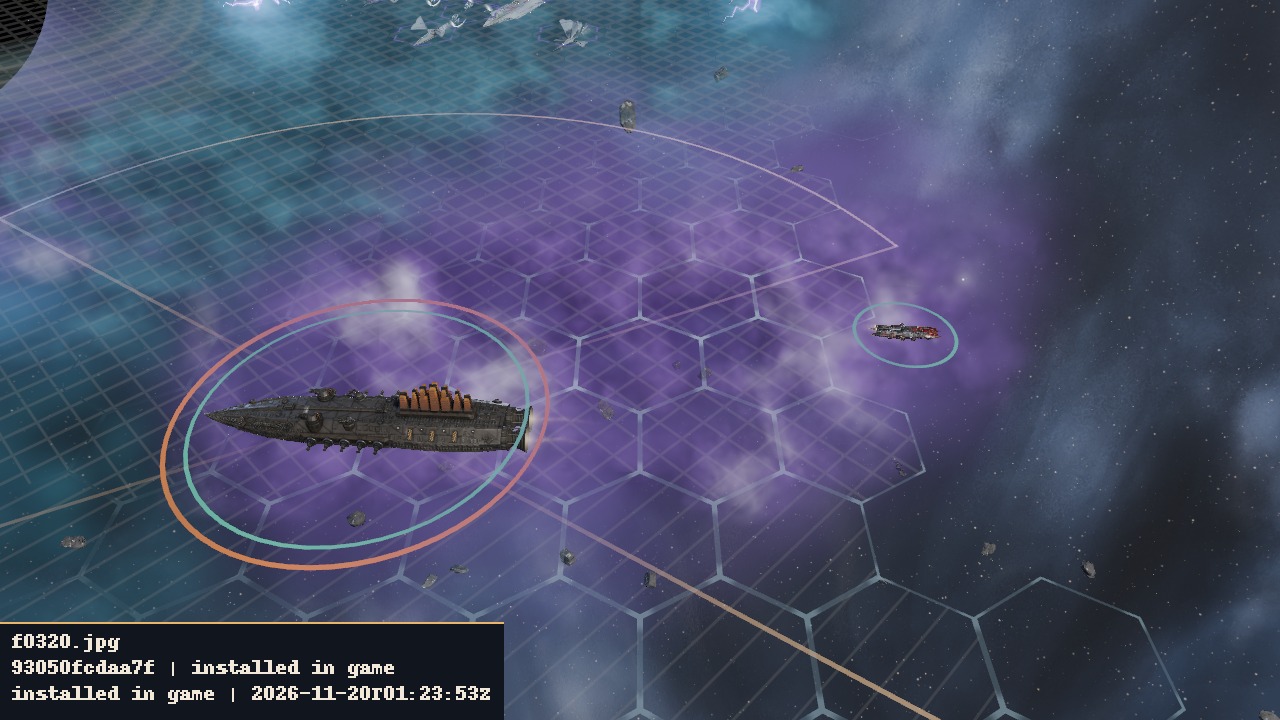 f0320.jpg
93050fcdaa7f | installed in game
installed in game | 2026-11-20T01:23:53Z